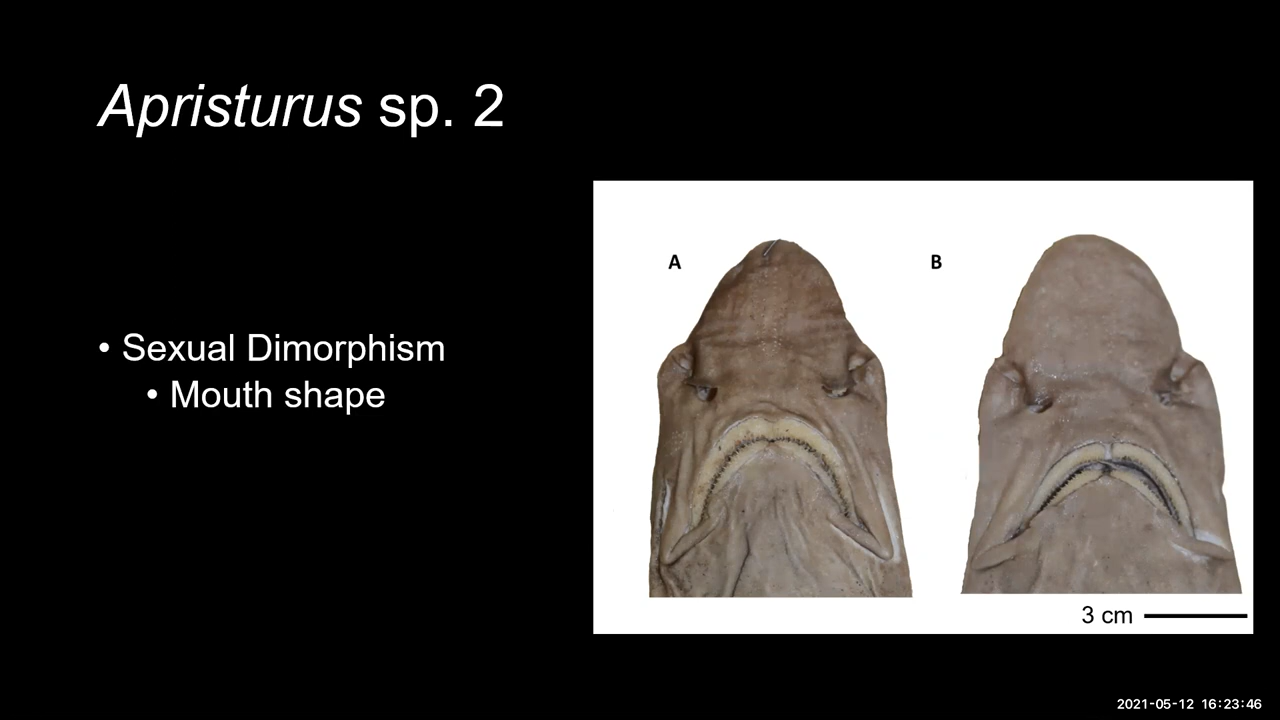 Apristurus sp. 2
• Sexual Dimorphism
• Mouth shape
A
B
3 cm
2021-05-12 16:23:46